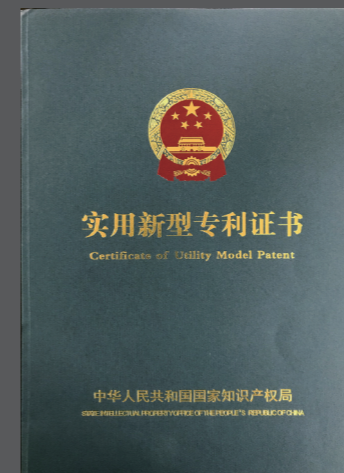 实用新型专利证书
Certificate of Utility Model Patent
中华人民共和国国家知识产权局
STATE INTELLECTUAL PROPERTY OFFICE OF THE PEOPLE'S REPUBLIC OF CHINA